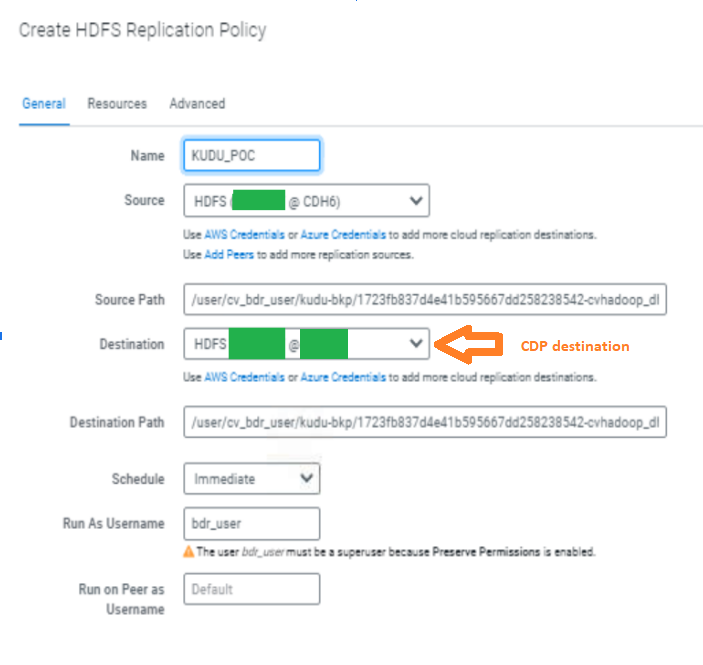 Create HDFS Replication Policy
General Resources Advanced
Name KUDU_POC
Source HDFS ( @ CDH6)
Use AWS Credentials or Azure Credentials to add more cloud replication destinations.
Use Add Peers to add more replication sources.
Source Path /user/cv_bdr_user/kudu-bkp/1723fb837d4e41b595667dd258238542-cvhadoop_dl
Destination HDFS @ CDP destination
Use AWS Credentials or Azure Credentials to add more cloud replication destinations.
Destination Path /user/cv_bdr_user/kudu-bkp/1723fb837d4e41b595667dd258238542-cvhadoop_dl
Schedule Immediate
Run As Username bdr_user
The user bdr_user must be a superuser because Preserve Permissions is enabled.
Run on Peer as Default
Username